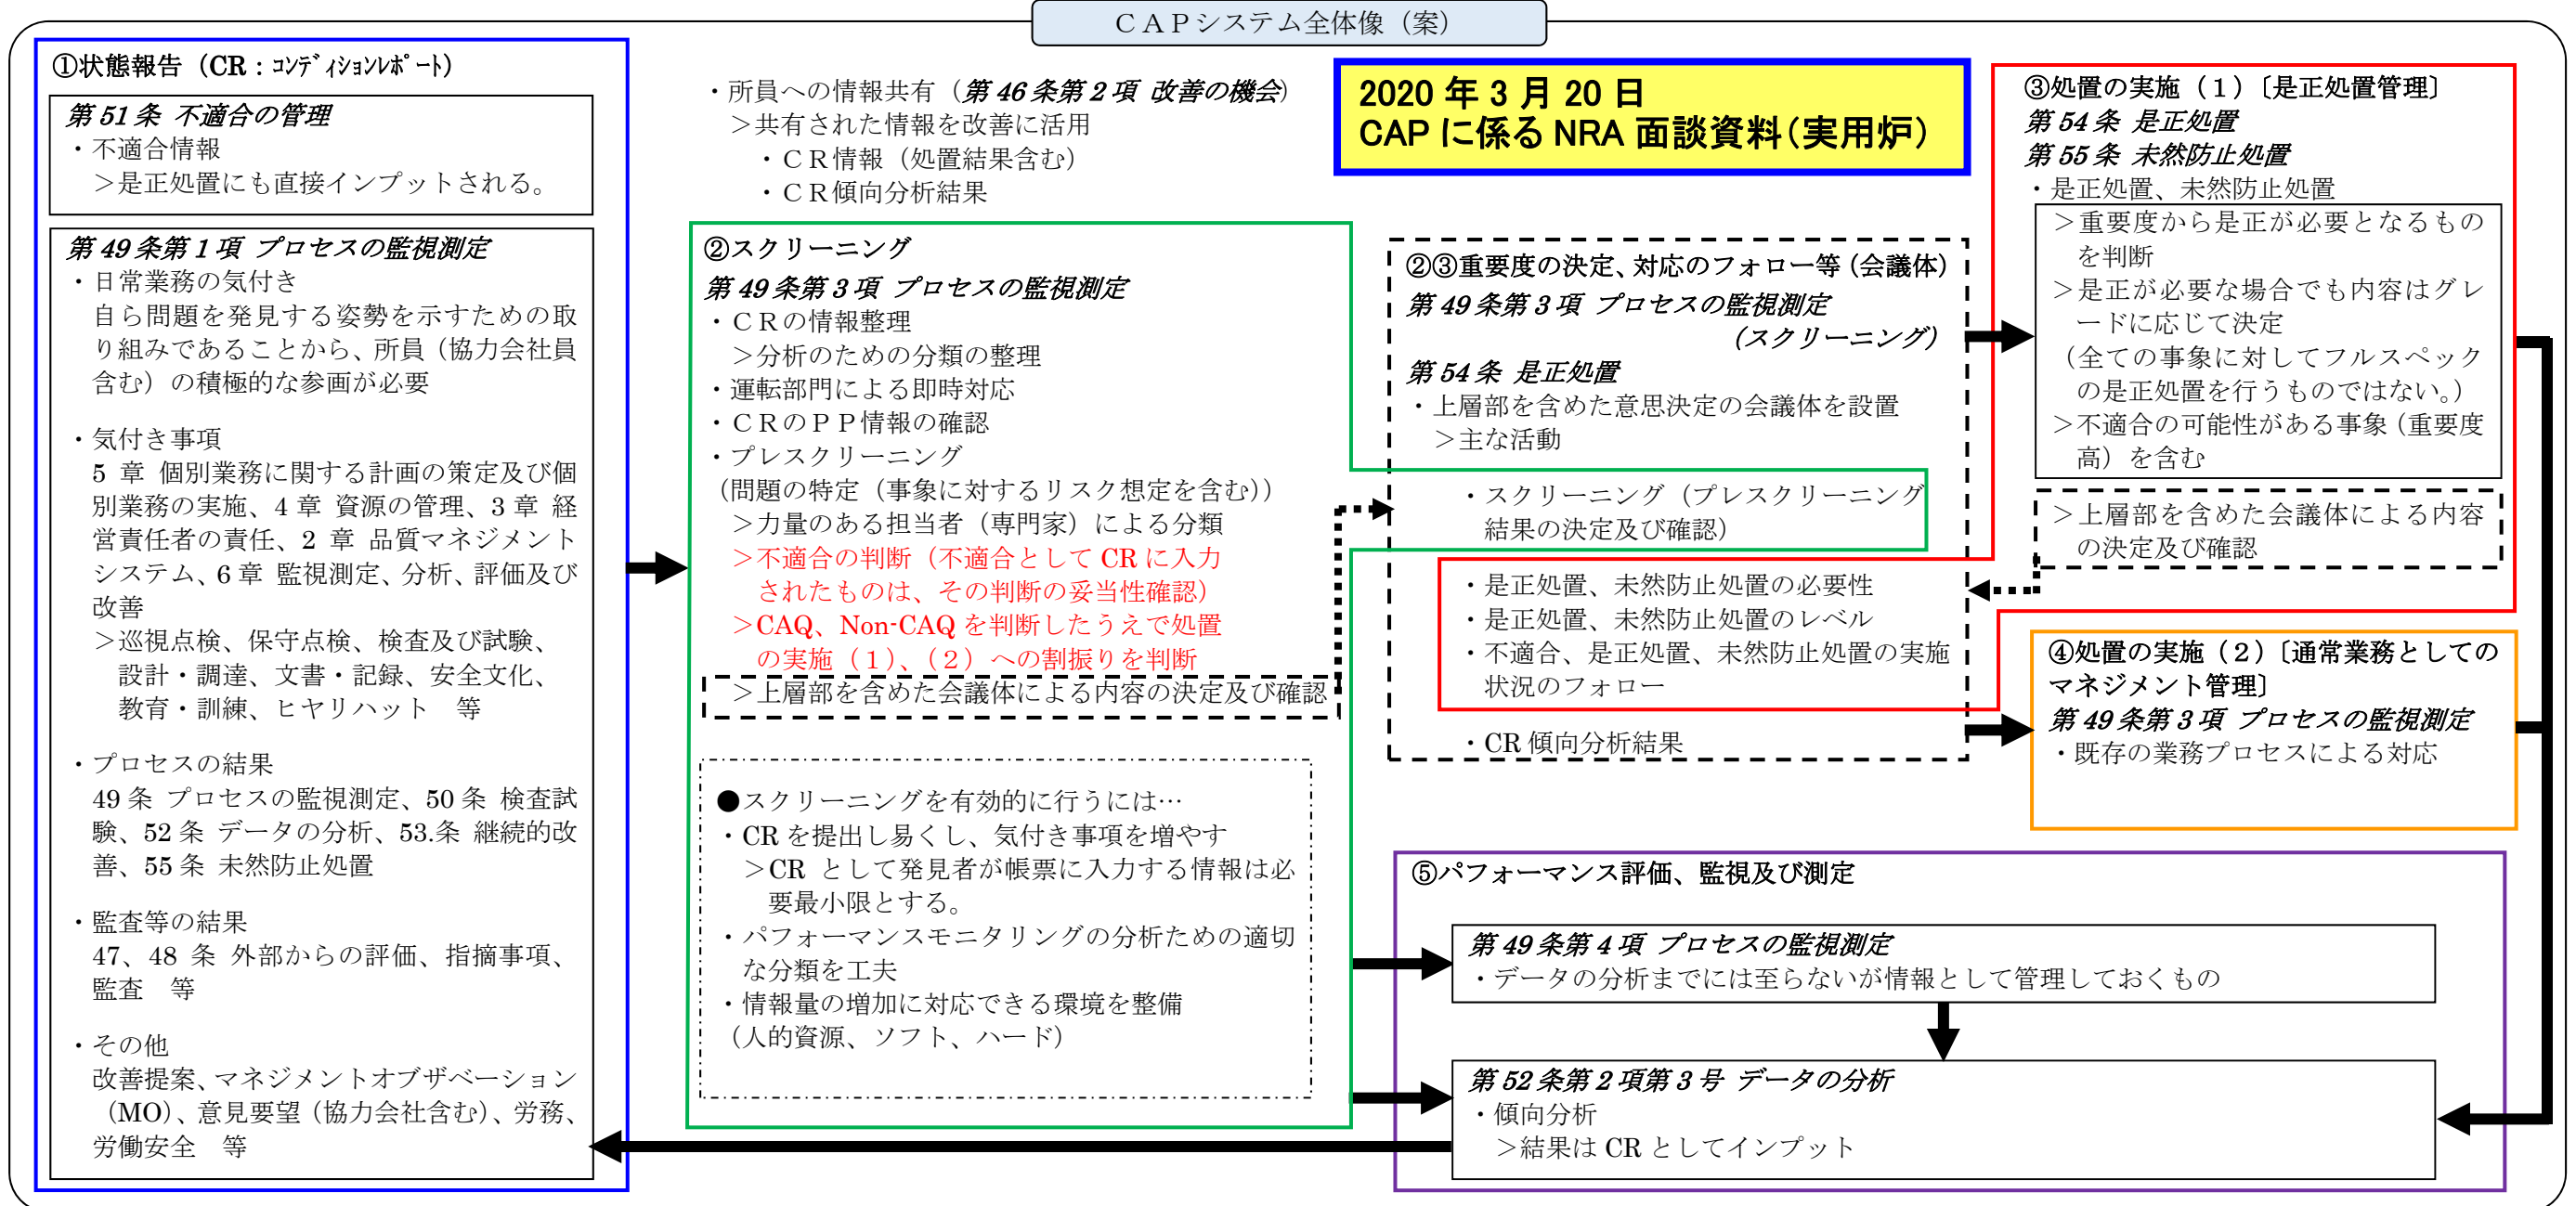 ＣＡＰシステム全体像（案）
①状態報告（CR：ｺﾝﾃﾞｨｼｮﾝﾚﾎﾟｰﾄ）
第 51 条 不適合の管理
・不適合情報
＞是正処置にも直接インプットされる。
第 49 条第 1 項 プロセスの監視測定
・日常業務の気付き
自ら問題を発見する姿勢を示すための取
り組みであることから、所員（協力会社員
含む）の積極的な参画が必要
・気付き事項
5 章 個別業務に関する計画の策定及び個
別業務の実施、4 章 資源の管理、3 章 経
営責任者の責任、2 章 品質マネジメント
システム、6 章 監視測定、分析、評価及び
改善
＞巡視点検、保守点検、検査及び試験、
設計・調達、文書・記録、安全文化、
教育・訓練、ヒヤリハット 等
・プロセスの結果
49 条 プロセスの監視測定、50 条 検査試
験、52 条 データの分析、53.条 継続的改
善、55 条 未然防止処置
・監査等の結果
47、48 条 外部からの評価、指摘事項、
監査 等
・その他
改善提案、マネジメントオブザベーション
（MO）、意見要望（協力会社含む）、労務、
労働安全 等
・所員への情報共有（第 46 条第 2 項 改善の機会）
＞共有された情報を改善に活用
・ＣＲ情報（処置結果含む）
・ＣＲ傾向分析結果
2020 年 3 月 20 日
CAP に係る NRA 面談資料（実用炉）
②スクリーニング
第 49 条第 3 項 プロセスの監視測定
・ＣＲの情報整理
＞分析のための分類の整理
・運転部門による即時対応
・ＣＲのＰＰ情報の確認
・プレスクリーニング
（問題の特定（事象に対するリスク想定を含む））
＞力量のある担当者（専門家）による分類
＞不適合の判断（不適合として CR に入力
されたものは、その判断の妥当性確認）
＞CAQ、Non-CAQ を判断したうえで処置
の実施（１）、（２）への割振りを判断
＞上層部を含めた会議体による内容の決定及び確認
●スクリーニングを有効的に行うには…
・CR を提出し易くし、気付き事項を増やす
＞CR として発見者が帳票に入力する情報は必
要最小限とする。
・パフォーマンスモニタリングの分析ための適切
な分類を工夫
・情報量の増加に対応できる環境を整備
（人的資源、ソフト、ハード）
②③重要度の決定、対応のフォロー等（会議体）
第 49 条第 3 項 プロセスの監視測定
（スクリーニング）
第 54 条 是正処置
・上層部を含めた意思決定の会議体を設置
＞主な活動
・スクリーニング（プレスクリーニング
結果の決定及び確認）
・是正処置、未然防止処置の必要性
・是正処置、未然防止処置のレベル
・不適合、是正処置、未然防止処置の実施
状況のフォロー
・CR 傾向分析結果
③処置の実施（１）〔是正処置管理〕
第 54 条 是正処置
第 55 条 未然防止処置
・是正処置、未然防止処置
＞重要度から是正が必要となるもの
を判断
＞是正が必要な場合でも内容はグレ
ードに応じて決定
（全ての事象に対してフルスペック
の是正処置を行うものではない。）
＞不適合の可能性がある事象（重要度
高）を含む
＞上層部を含めた会議体による内容
の決定及び確認
④処置の実施（２）〔通常業務としての
マネジメント管理〕
第 49 条第 3 項 プロセスの監視測定
・既存の業務プロセスによる対応
⑤パフォーマンス評価、監視及び測定
第 49 条第 4 項 プロセスの監視測定
・データの分析までには至らないが情報として管理しておくもの
第 52 条第 2 項第 3 号 データの分析
・傾向分析
＞結果は CR としてインプット